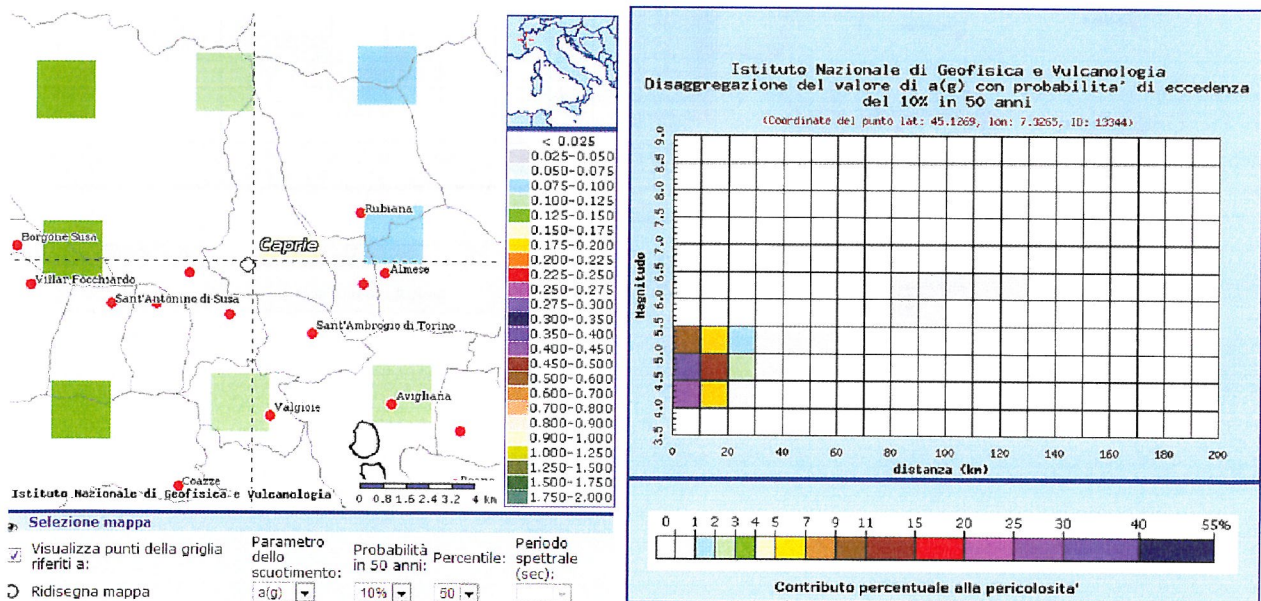 Rubiana
Borgone Susa
Caprie
Villar Focchiardo
Almese
Sant'Antonino di Susa
Sant'Ambrogio di Torino
Valgioie
Avigliana
Coazze
Istituto Nazionale di Geofisica e Vulcanologia
0 0.8 1.6 2.4 3.2 4 km
< 0.025
0.025-0.050
0.050-0.075
0.075-0.100
0.100-0.125
0.125-0.150
0.150-0.175
0.175-0.200
0.200-0.225
0.225-0.250
0.250-0.275
0.275-0.300
0.300-0.350
0.350-0.400
0.400-0.450
0.450-0.500
0.500-0.600
0.600-0.700
0.700-0.800
0.800-0.900
0.900-1.000
1.000-1.250
1.250-1.500
1.500-1.750
1.750-2.000
Selezione mappa
Visualizza punti della griglia
riferiti a:
Ridisegna mappa
Parametro
dello
scuotimento:
a(g)
Probabilità
in 50 anni:
10%
Percentile:
50
Periodo
spettrale
(sec):
Istituto Nazionale di Geofisica e Vulcanologia
Disaggregazione del valore di a(g) con probabilita' di eccedenza
del 10% in 50 anni
(Coordinate del punto lat: 45.1269, lon: 7.3265, ID: 13344)
Magnitudo
9.0
8.5
8.0
7.5
7.0
6.5
6.0
5.5
5.0
4.5
4.0
3.5
0 20 40 60 80 100 120 140 160 180 200
distanza (km)
0 1 2 3 4 5 7 9 11 15 20 25 30 40 55%
Contributo percentuale alla pericolosita'